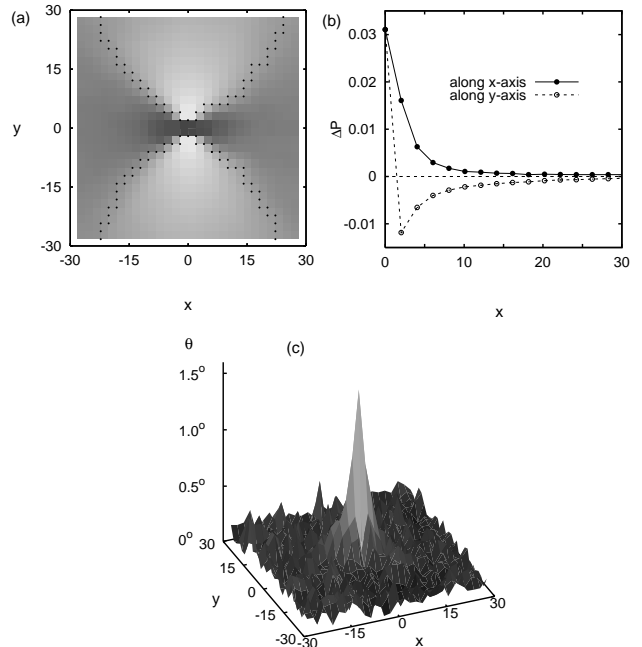 (a)
30
15
y
0
-15
-30
-30 -15 0 15 30
x
(b)
0.03
0.02
ΔP
0.01
0
-0.01
along x-axis
along y-axis
0 10 20 30
x
θ
(c)
1.5°
1.0°
0.5°
0°
30
15
0
-15
-30
y
-30
-15
0
15
30
x